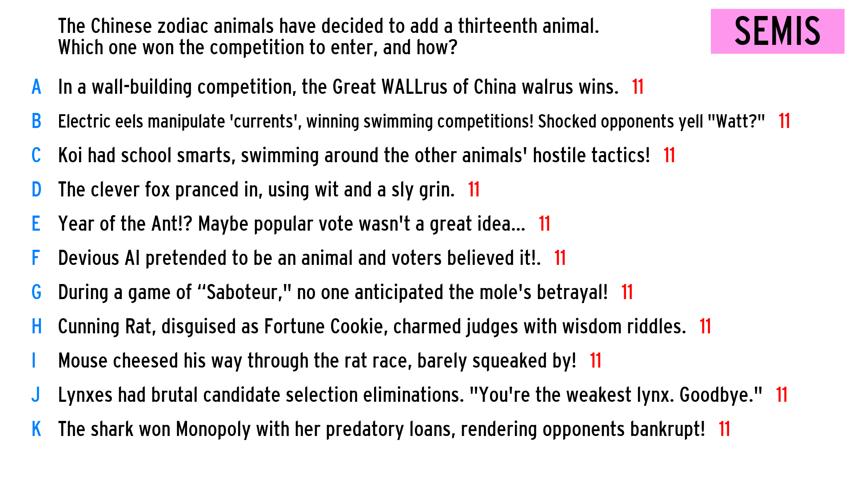 The Chinese zodiac animals have decided to add a thirteenth animal.
Which one won the competition to enter, and how?
SEMIS
A In a wall-building competition, the Great WALLrus of China walrus wins. 11
B Electric eels manipulate 'currents', winning swimming competitions! Shocked opponents yell "Watt?" 11
C Koi had school smarts, swimming around the other animals' hostile tactics! 11
D The clever fox pranced in, using wit and a sly grin. 11
E Year of the Ant!? Maybe popular vote wasn't a great idea... 11
F Devious AI pretended to be an animal and voters believed it!. 11
G During a game of “Saboteur," no one anticipated the mole's betrayal! 11
H Cunning Rat, disguised as Fortune Cookie, charmed judges with wisdom riddles. 11
I Mouse cheesed his way through the rat race, barely squeaked by! 11
J Lynxes had brutal candidate selection eliminations. "You're the weakest lynx. Goodbye." 11
K The shark won Monopoly with her predatory loans, rendering opponents bankrupt! 11